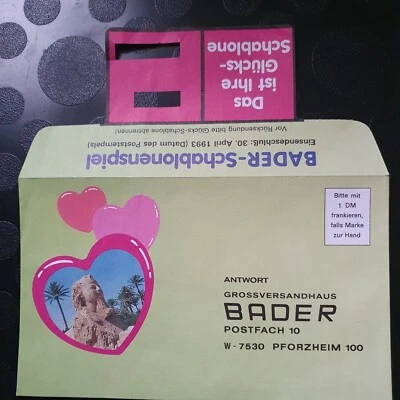 Das
ist Ihre
Glücks-
Schablone
Vor Rücksendung bitte Glücks-Schablone abtrennen!
BADER-Schablonenspiel
Einsendeschluß: 30. April 1993 (Datum des Poststempels)
Bitte mit
1 DM
frankieren,
falls Marke
zur Hand
ANTWORT
GROSSVERSANDHAUS
BADER
POSTFACH 10
W-7530 PFORZHEIM 100